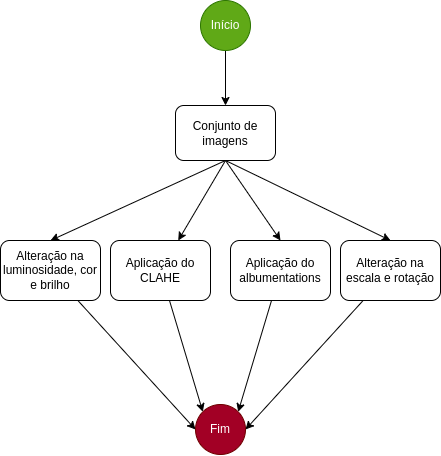 Início
Conjunto de
imagens
Alteração na
luminosidade, cor
e brilho
Aplicação do
CLAHE
Aplicação do
albumentations
Alteração na
escala e rotação
Fim